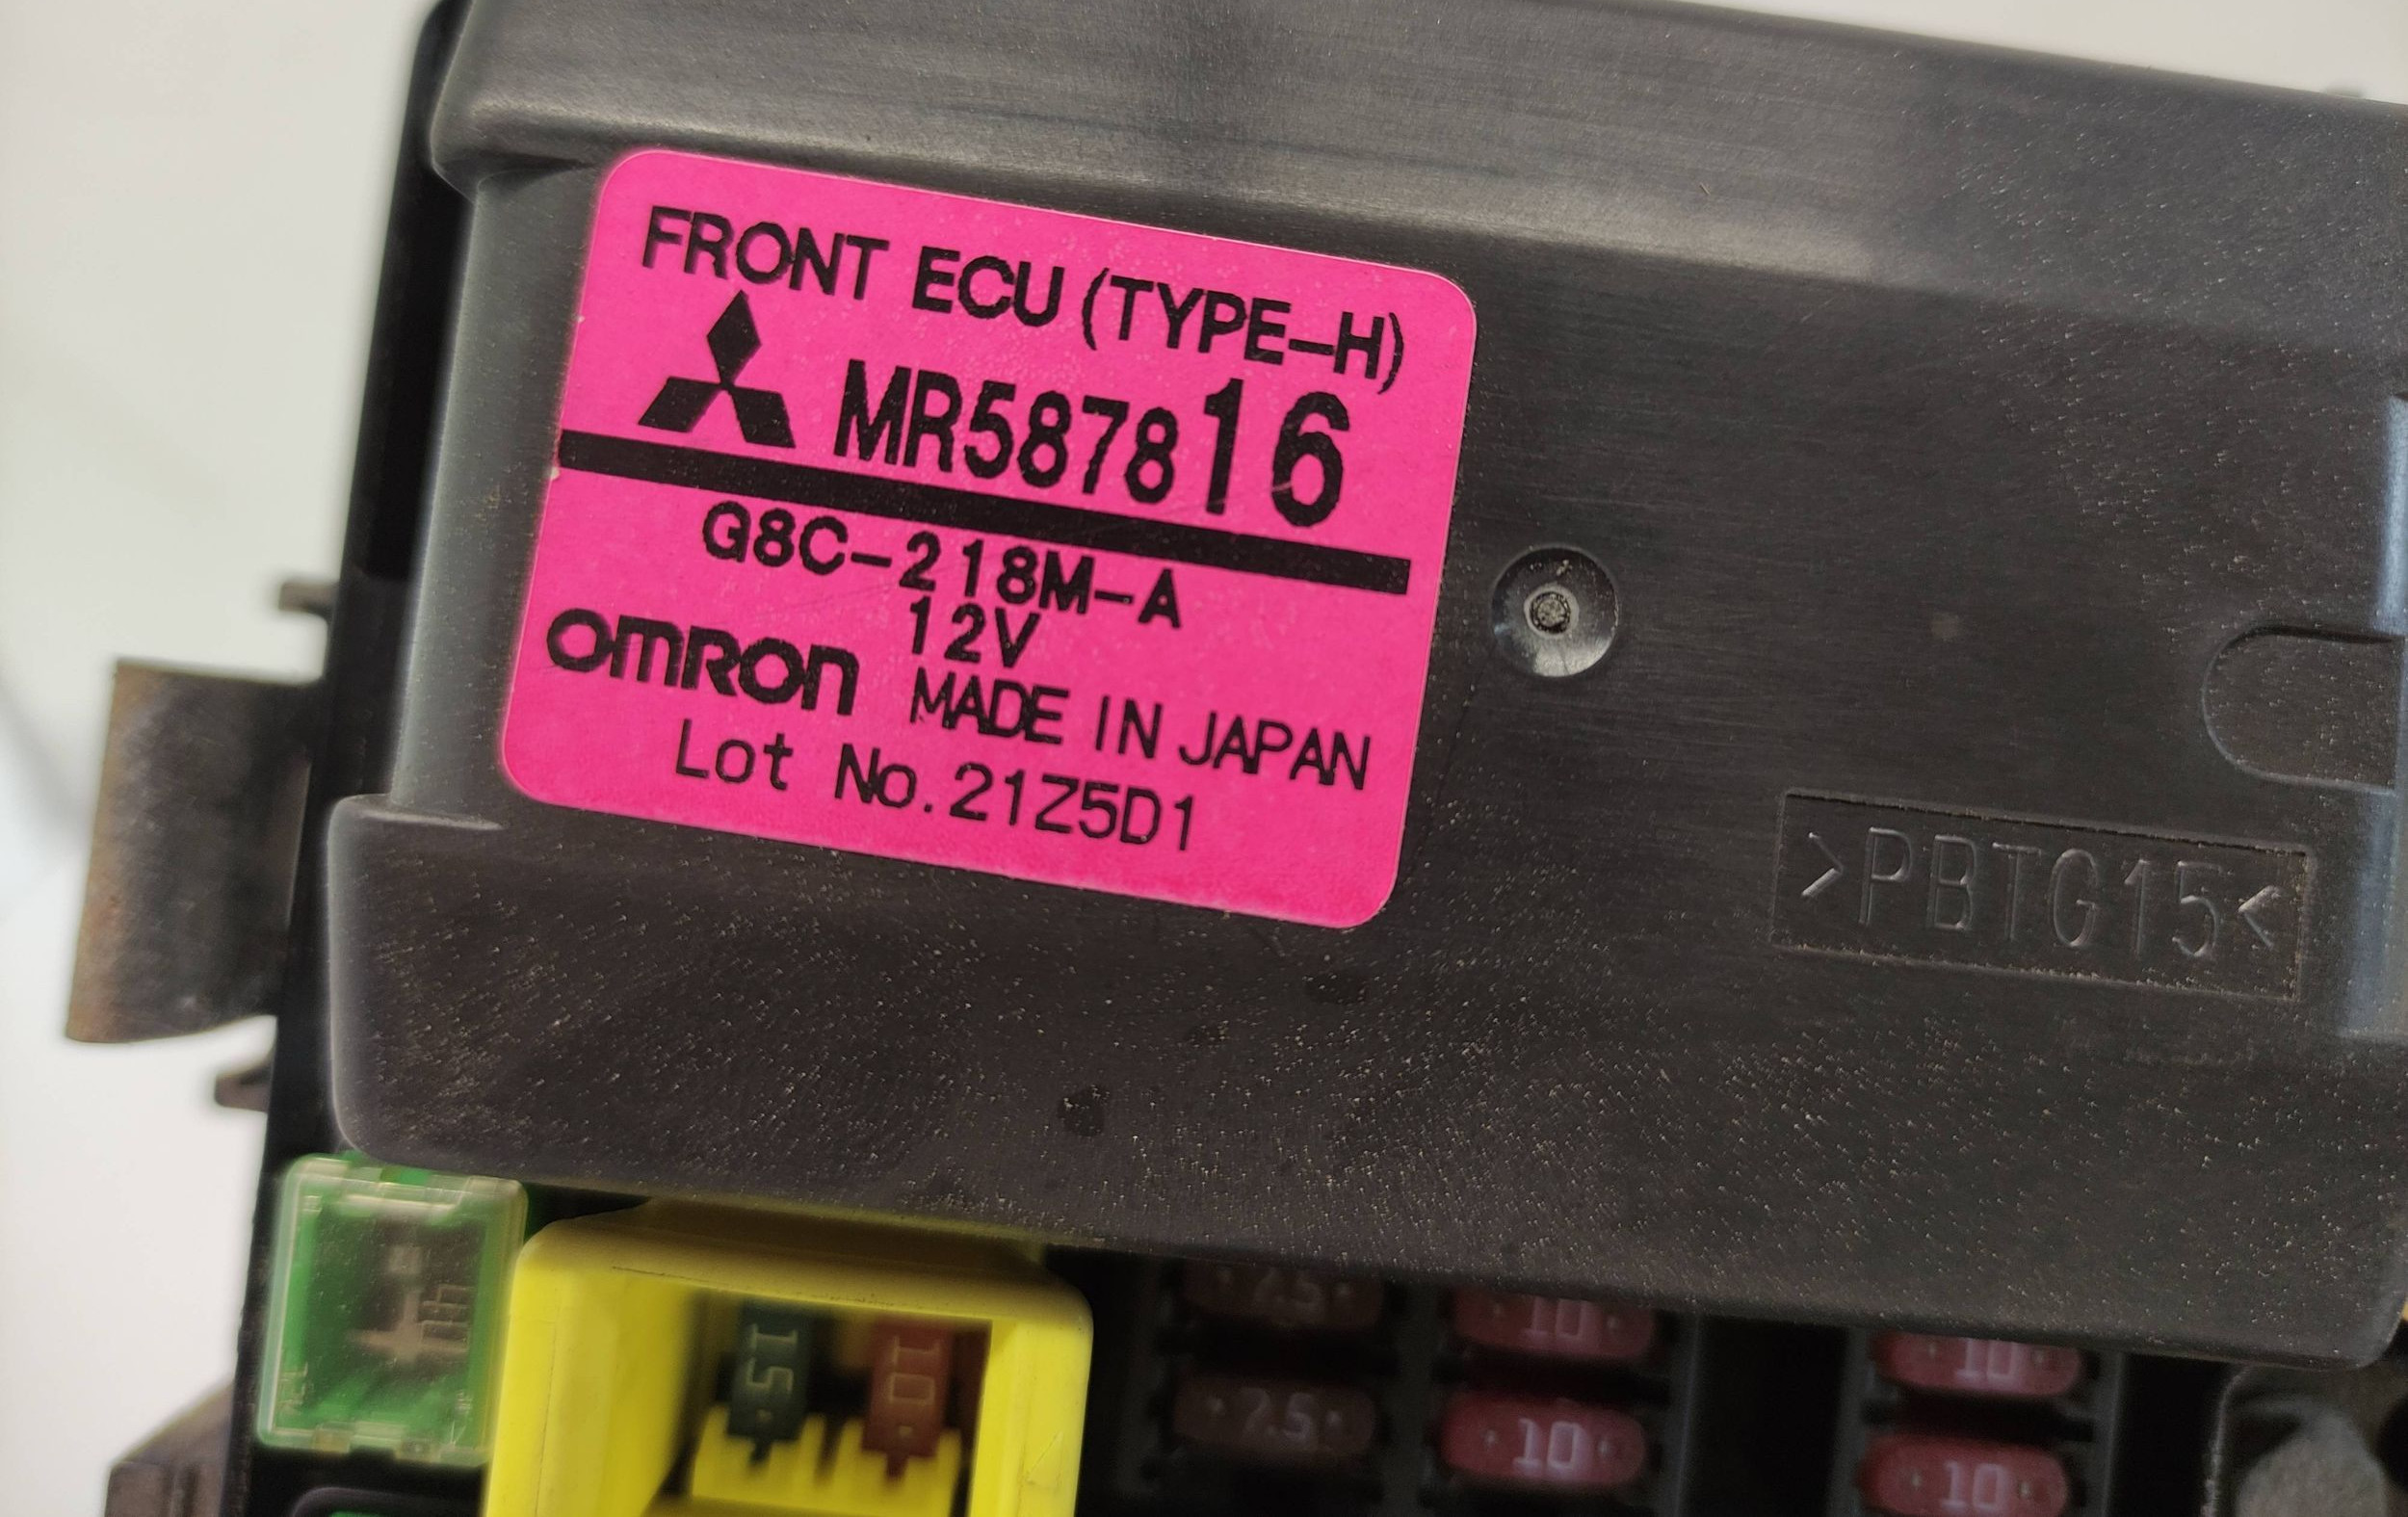 FRONT ECU (TYPE-H)
MR587816
G8C-218M-A
12V
OMRON MADE IN JAPAN
Lot No.21Z5D1
>PBTG15<
40
15
10
7.5
10
10
7.5
10
10